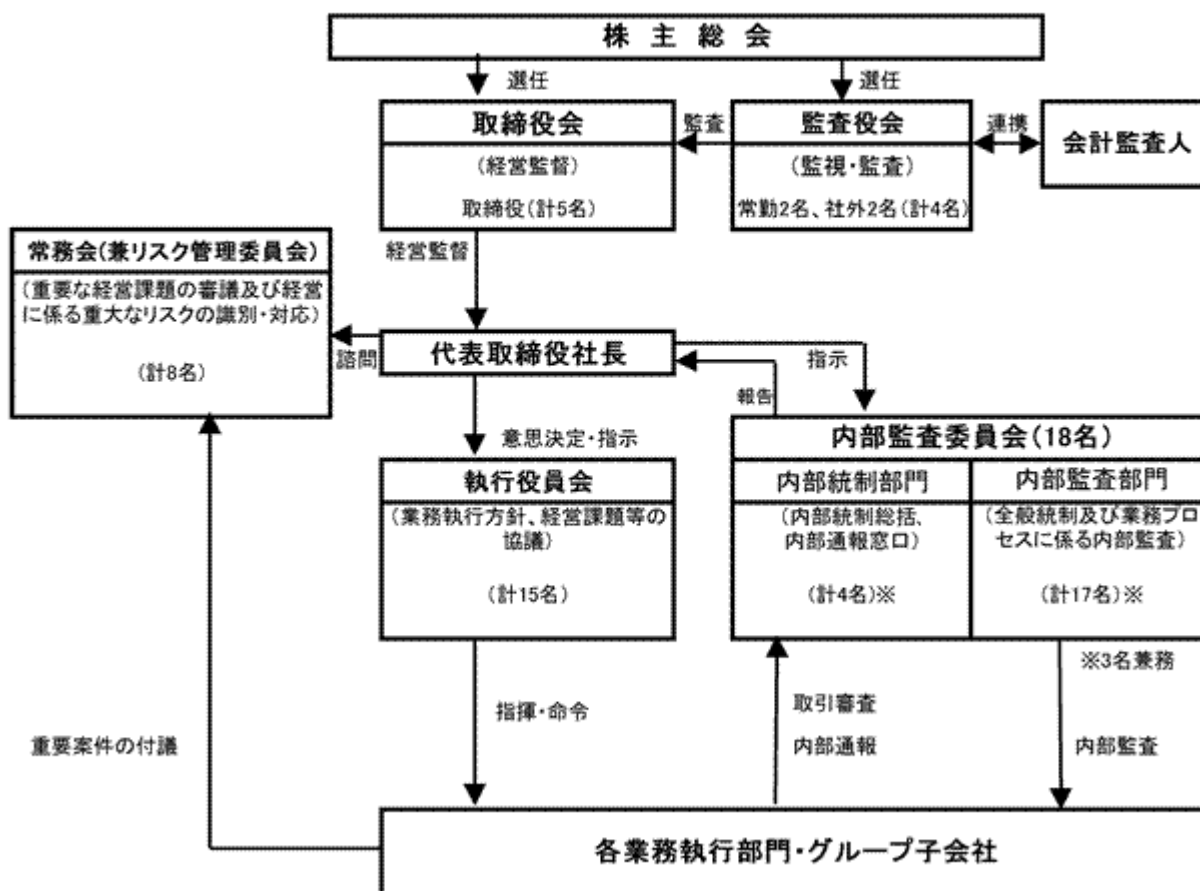 株 主 総 会
選任
選任
取締役会
(経営監督)
取締役(計5名)
監査
監査役会
(監視・監査)
常勤2名、社外2名(計4名)
連携
会計監査人
常務会(兼リスク管理委員会)
(重要な経営課題の審議及び経営
に係る重大なリスクの識別・対応)
(計8名)
経営監督
諮問
代表取締役社長
指示
報告
意思決定・指示
執行役員会
(業務執行方針、経営課題等の
協議)
(計15名)
内部監査委員会(18名)
内部統制部門
(内部統制総括、
内部通報窓口)
(計4名)※
内部監査部門
(全般統制及び業務プロ
セスに係る内部監査)
(計17名)※
※3名兼務
指揮・命令
取引審査
内部通報
内部監査
重要案件の付議
各業務執行部門・グループ子会社